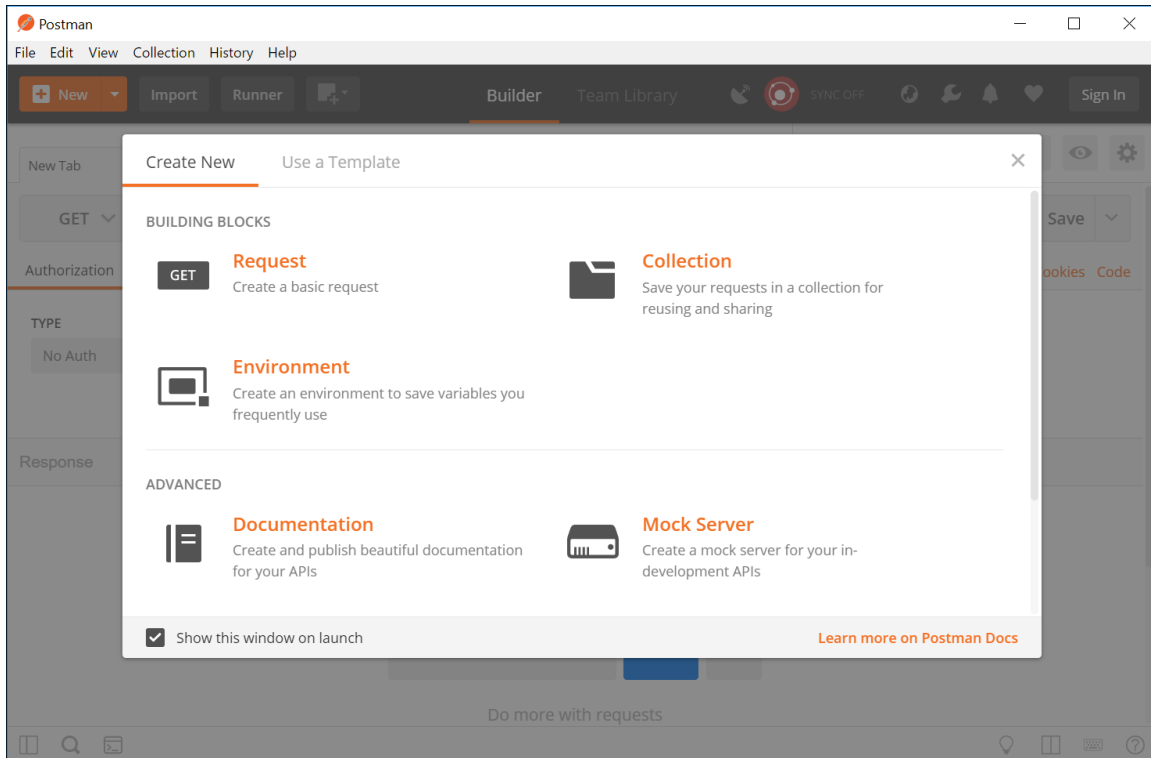 Postman
File Edit View Collection History Help
New Import Runner Builder Team Library SYNC OFF Sign In
New Tab
Create New Use a Template
GET Save
BUILDING BLOCKS
Authorization
Cookies Code
GET
Request
Create a basic request
Collection
Save your requests in a collection for
reusing and sharing
TYPE
No Auth
Environment
Create an environment to save variables you
frequently use
Response
ADVANCED
Documentation
Create and publish beautiful documentation
for your APIs
Mock Server
Create a mock server for your in-
development APIs
Show this window on launch
Learn more on Postman Docs
Do more with requests